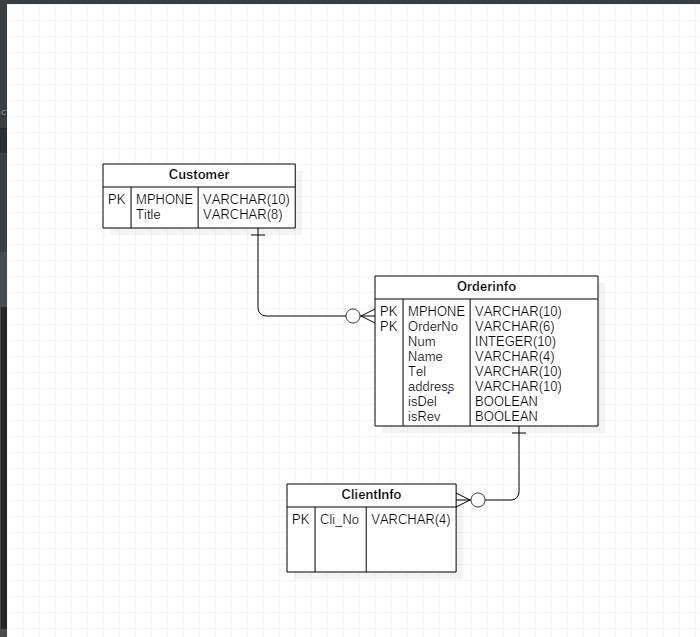 c
Customer
PK MPHONE VARCHAR(10)
Title VARCHAR(8)
Orderinfo
PK MPHONE VARCHAR(10)
PK OrderNo VARCHAR(6)
Num INTEGER(10)
Name VARCHAR(4)
Tel VARCHAR(10)
address VARCHAR(10)
isDel BOOLEAN
isRev BOOLEAN
ClientInfo
PK Cli_No VARCHAR(4)